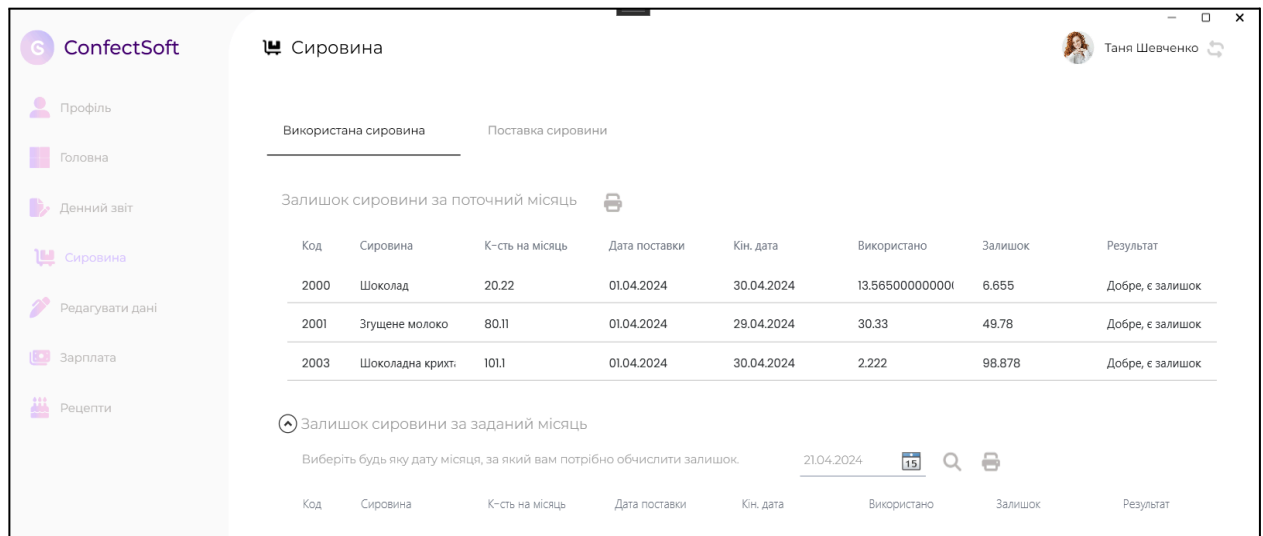 ConfectSoft
Сировина
Таня Шевченко
Профіль
Головна
Денний звіт
Сировина
Редагувати дані
Зарплата
Рецепти
Використана сировина Поставка сировини
Залишок сировини за поточний місяць
Код Сировина К-сть на місяць Дата поставки Кін. дата Використано Залишок Результат
2000 Шоколад 20.22 01.04.2024 30.04.2024 13.565000000000 6.655 Добре, є залишок
2001 Згущене молоко 80.11 01.04.2024 29.04.2024 30.33 49.78 Добре, є залишок
2003 Шоколадна крихт 101.1 01.04.2024 30.04.2024 2.222 98.878 Добре, є залишок
Залишок сировини за заданий місяць
Виберіть будь яку дату місяця, за який вам потрібно обчислити залишок. 21.04.2024 15
Код Сировина К-сть на місяць Дата поставки Кін. дата Використано Залишок Результат